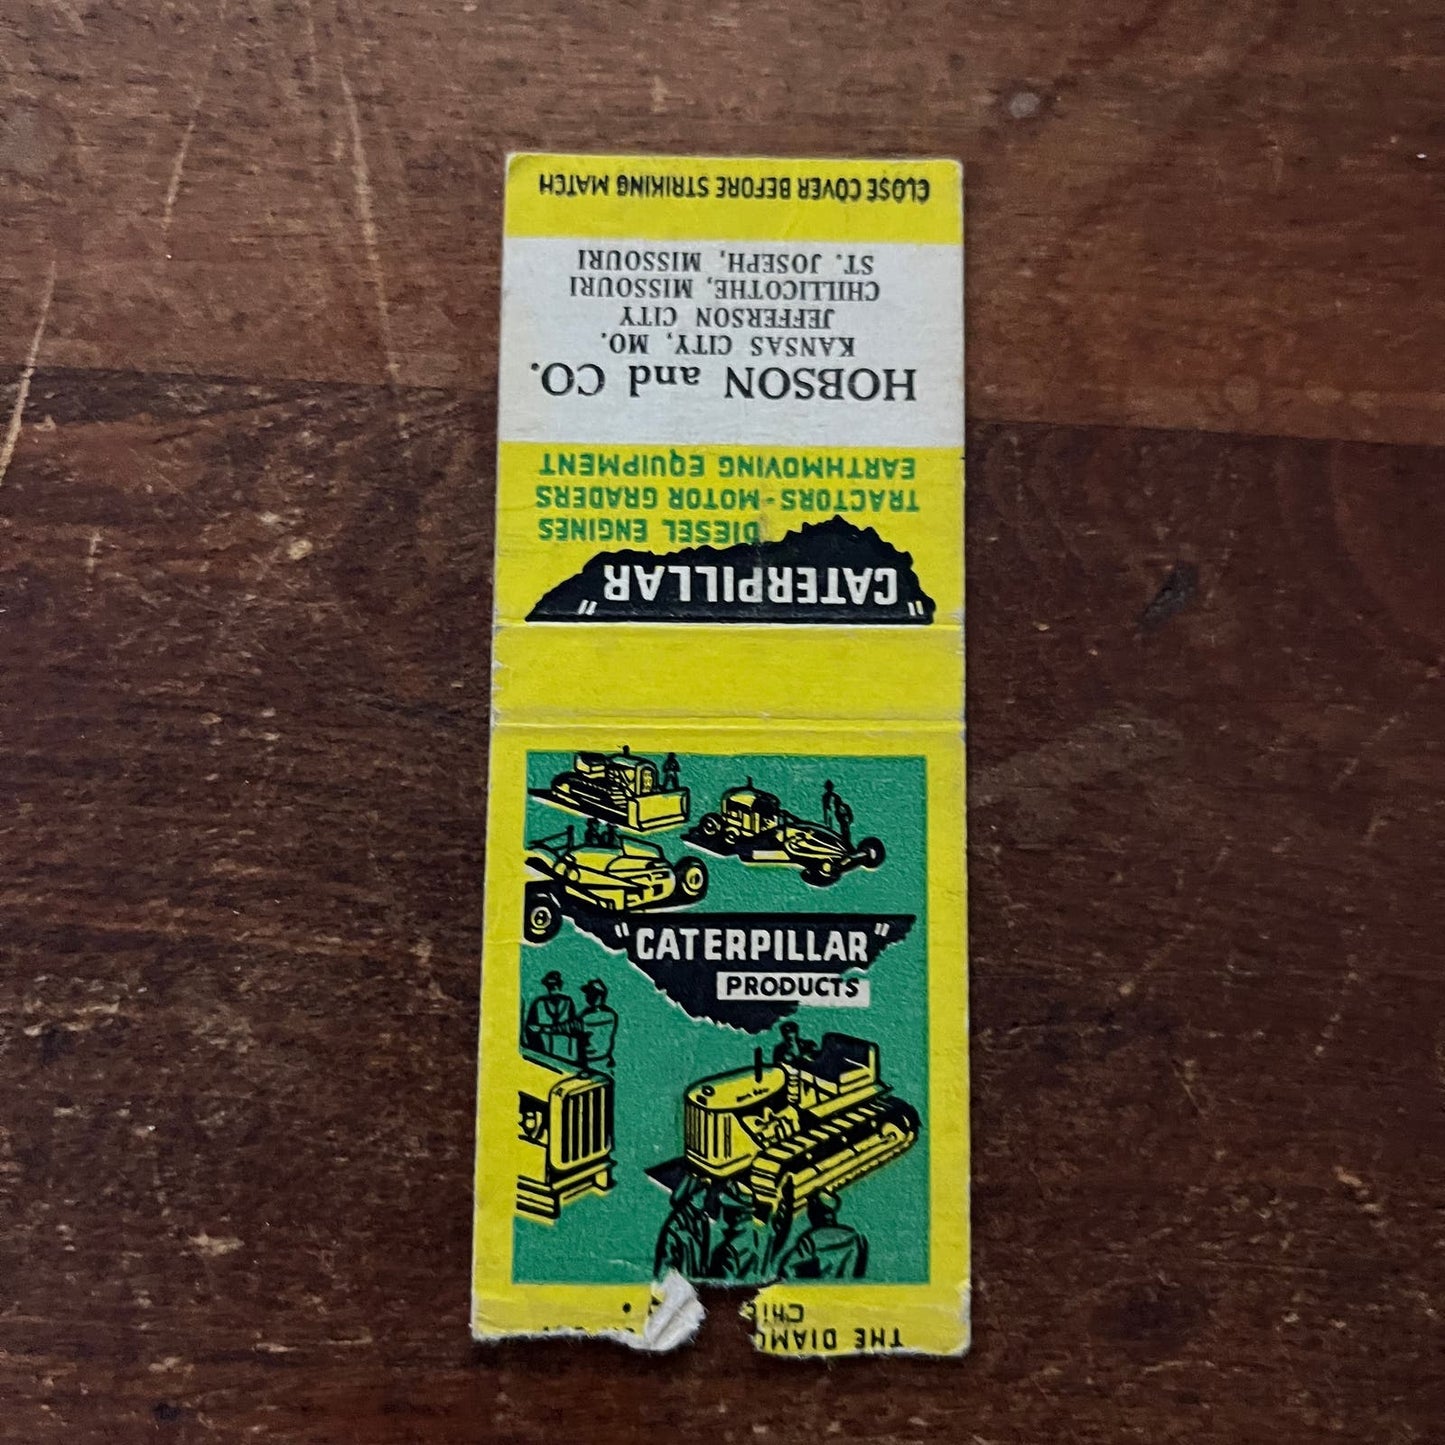 "CATERPILLAR"
DIESEL ENGINES
TRACTORS - MOTOR GRADERS
EARTHMOVING EQUIPMENT
HOBSON and CO.
KANSAS CITY, MO.
JEFFERSON CITY
CHILLICOTHE, MISSOURI
ST. JOSEPH, MISSOURI
CLOSE COVER BEFORE STRIKING MATCH
"CATERPILLAR"
PRODUCTS
THE